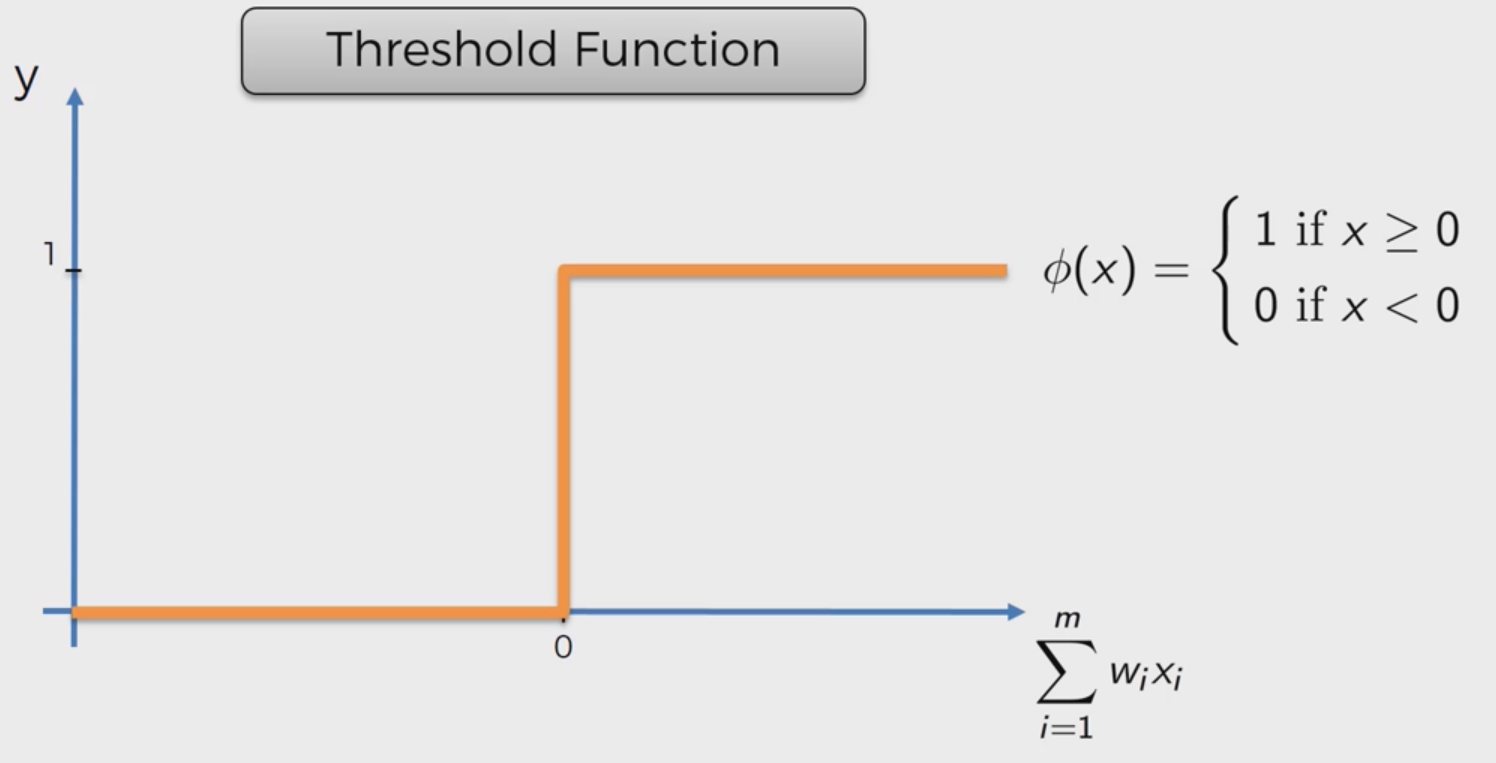 Threshold Function
y
1
ϕ(x) = { 1 if x ≥ 0
0 if x < 0
0
m
∑ wᵢxᵢ
i=1